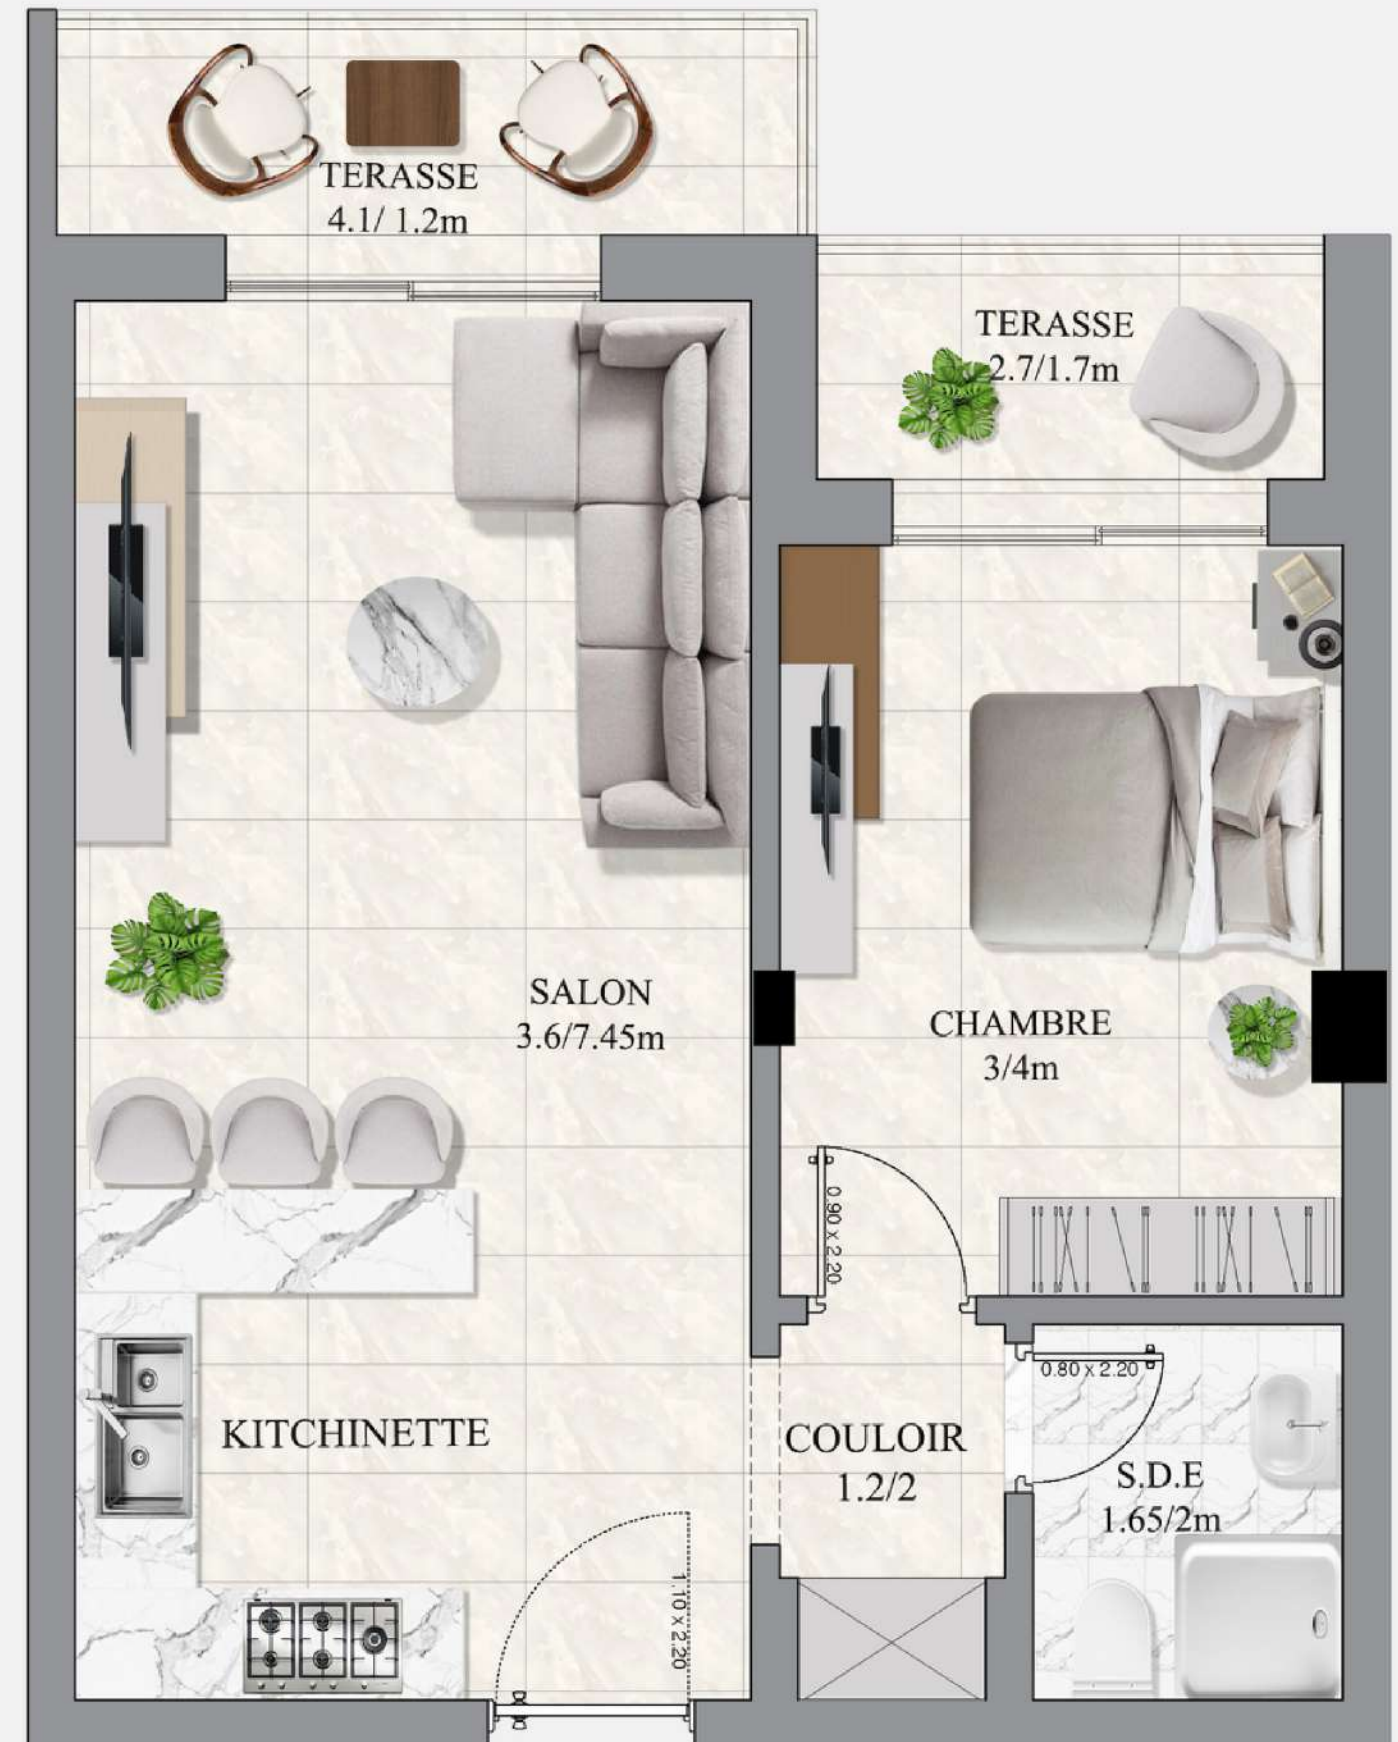 TERASSE
4.1/ 1.2m
TERASSE
2.7/1.7m
SALON
3.6/7.45m
CHAMBRE
3/4m
0.90 x 2.20
0.80 x 2.20
KITCHINETTE
COULOIR
1.2/2
S.D.E
1.65/2m
1.10 x 2.20